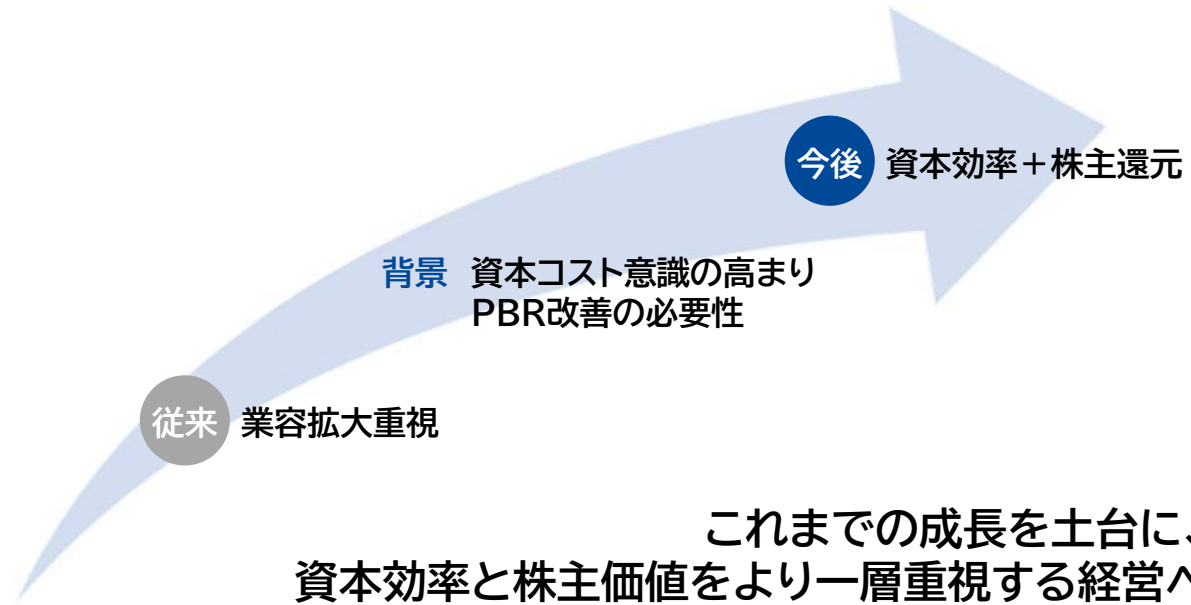 今後 資本効率＋株主還元
背景 資本コスト意識の高まり
PBR改善の必要性
従来 業容拡大重視
これまでの成長を土台に、
資本効率と株主価値をより一層重視する経営へ